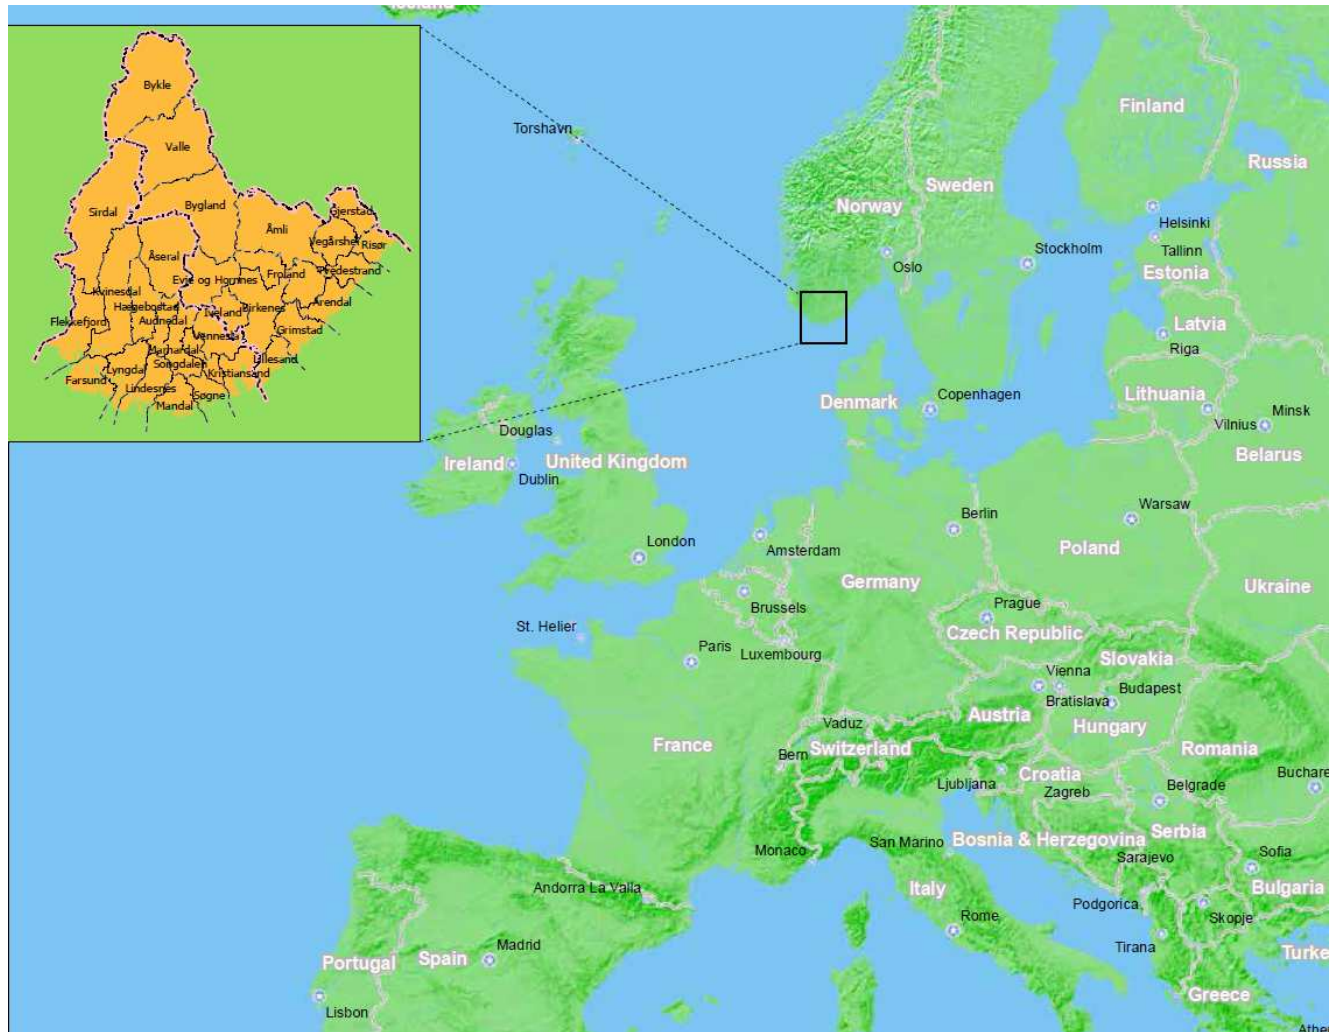 Iceland
Bykle
Valle
Sirdal
Bygland
Gjerstad
Åmli
Vegårshei
Risør
Åseral
Evje og Hornnes
Froland
Tvedestrand
Kvinesdal
Hægebostad
Iveland
Birkenes
Arendal
Flekkefjord
Audnedal
Vennesla
Grimstad
Marnardal
Lillesand
Lyngdal
Songdalen
Kristiansand
Farsund
Lindesnes
Søgne
Mandal
Torshavn
Finland
Russia
Sweden
Norway
Helsinki
Stockholm
Tallinn
Oslo
Estonia
Latvia
Riga
Denmark
Copenhagen
Lithuania
Vilnius
Minsk
Belarus
Douglas
Ireland
United Kingdom
Dublin
London
Amsterdam
Berlin
Warsaw
Poland
Germany
Ukraine
Brussels
Prague
Czech Republic
St. Helier
Paris
Luxembourg
Slovakia
Vienna
Bratislava
Budapest
Austria
Hungary
Vaduz
France
Bern
Switzerland
Romania
Ljubljana
Croatia
Zagreb
Belgrade
Buchare
San Marino
Bosnia & Herzegovina
Serbia
Monaco
Sarajevo
Sofia
Andorra La Valla
Italy
Bulgaria
Podgorica
Skopje
Rome
Tirana
Madrid
Portugal
Spain
Turke
Lisbon
Greece
Athe